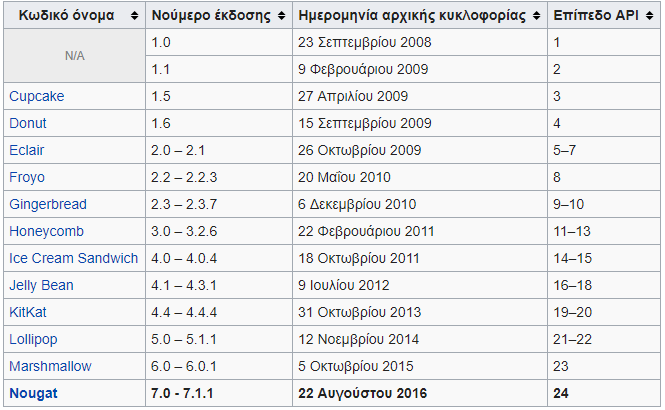 Κωδικό όνομα Νούμερο έκδοσης Ημερομηνία αρχικής κυκλοφορίας Επίπεδο API
N/A 1.0 23 Σεπτεμβρίου 2008 1
1.1 9 Φεβρουάριου 2009 2
Cupcake 1.5 27 Απριλίου 2009 3
Donut 1.6 15 Σεπτεμβρίου 2009 4
Eclair 2.0 – 2.1 26 Οκτωβρίου 2009 5–7
Froyo 2.2 – 2.2.3 20 Μαΐου 2010 8
Gingerbread 2.3 – 2.3.7 6 Δεκεμβρίου 2010 9–10
Honeycomb 3.0 – 3.2.6 22 Φεβρουαρίου 2011 11–13
Ice Cream Sandwich 4.0 – 4.0.4 18 Οκτωβρίου 2011 14–15
Jelly Bean 4.1 – 4.3.1 9 Ιουλίου 2012 16–18
KitKat 4.4 – 4.4.4 31 Οκτωβρίου 2013 19–20
Lollipop 5.0 – 5.1.1 12 Νοεμβρίου 2014 21–22
Marshmallow 6.0 – 6.0.1 5 Οκτωβρίου 2015 23
Nougat 7.0 - 7.1.1 22 Αυγούστου 2016 24